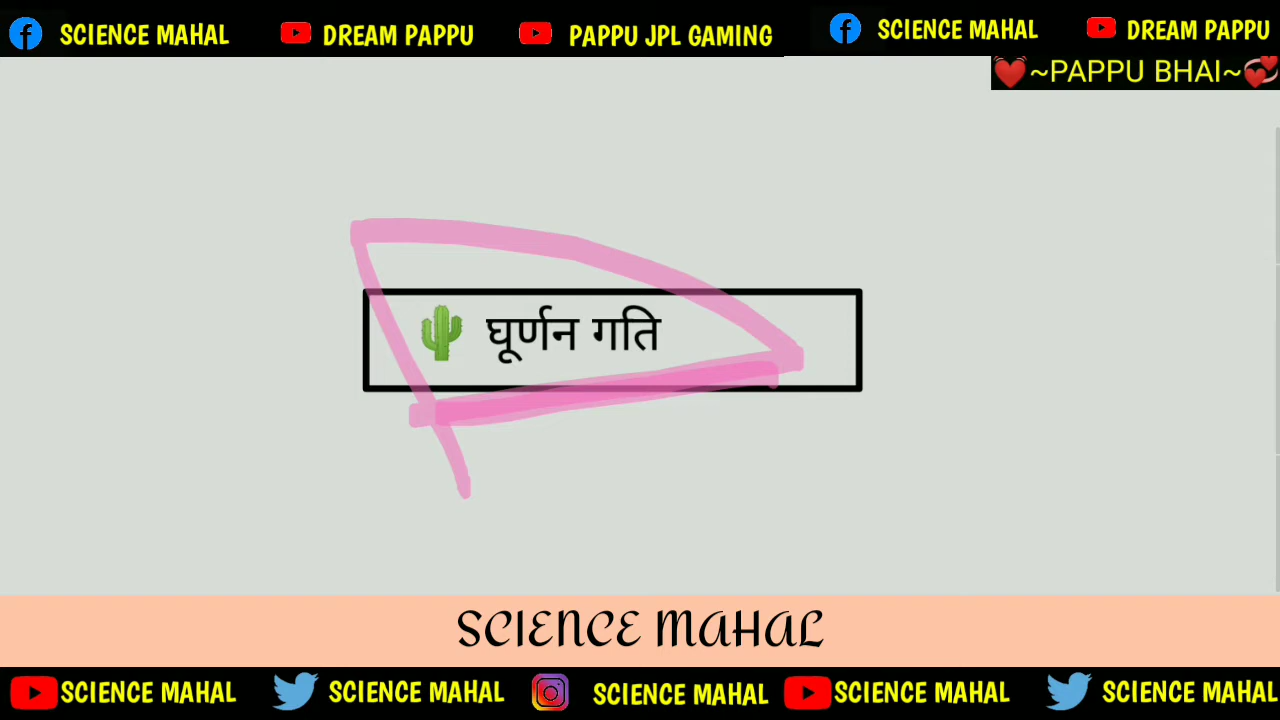 SCIENCE MAHAL DREAM PAPPU PAPPU JPL GAMING SCIENCE MAHAL DREAM PAPPU
~PAPPU BHAI~
घूर्णन गति
SCIENCE MAHAL
SCIENCE MAHAL SCIENCE MAHAL SCIENCE MAHAL SCIENCE MAHAL SCIENCE MAHAL